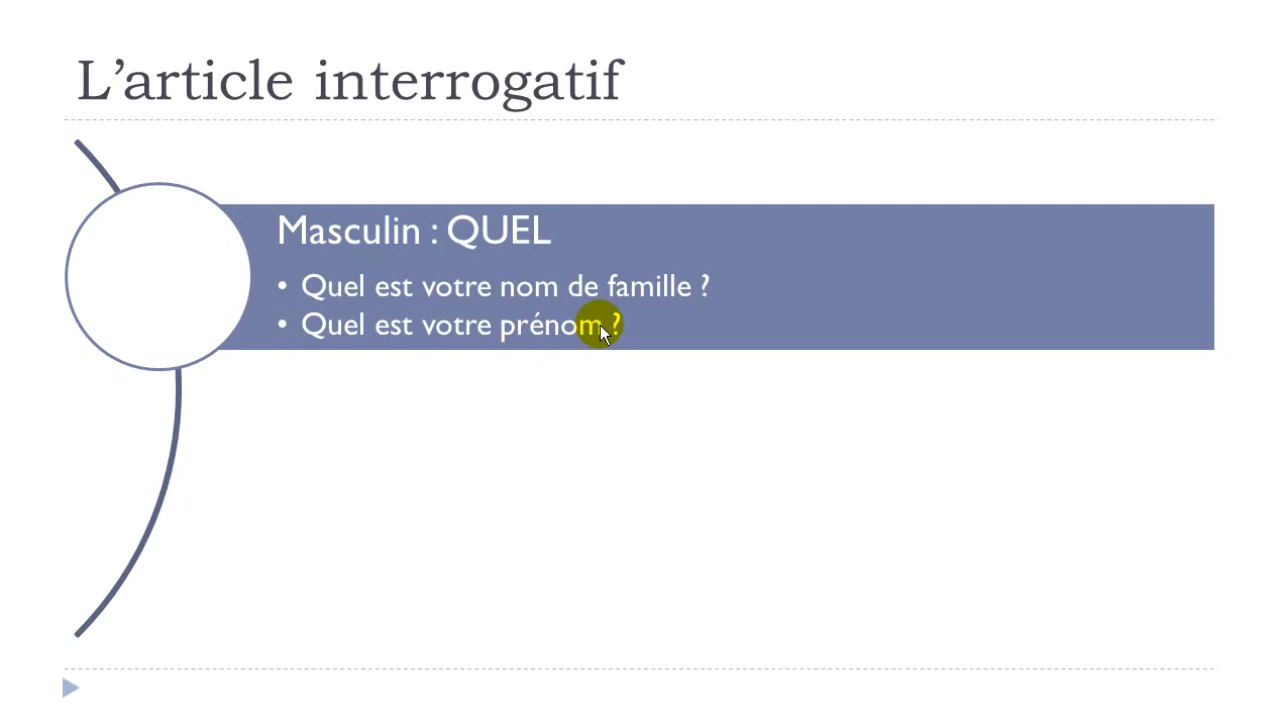 L’article interrogatif
Masculin : QUEL
• Quel est votre nom de famille ?
• Quel est votre prénom ?